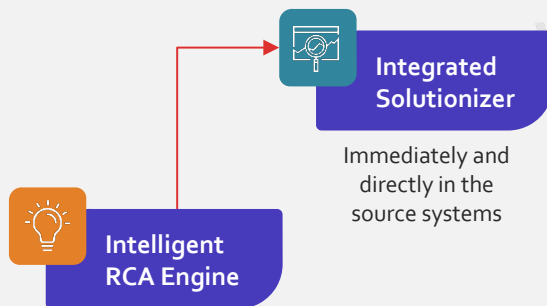 Integrated
Solutionizer
Immediately and
directly in the
source systems
Intelligent
RCA Engine